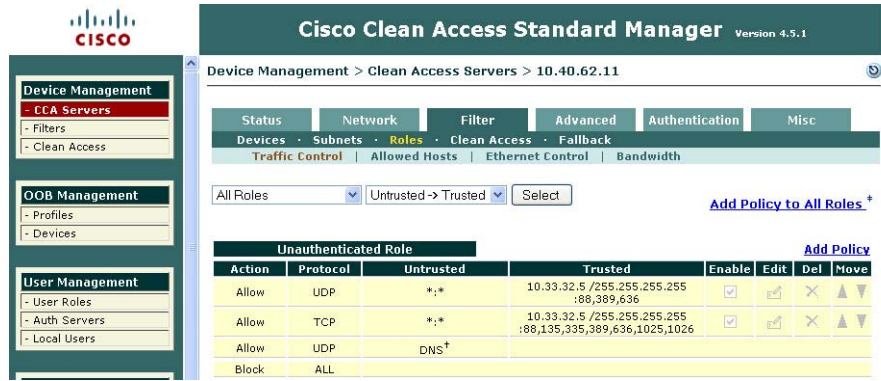 CISCO
Cisco Clean Access Standard Manager Version 4.5.1
Device Management > Clean Access Servers > 10.40.62.11
Device Management
- CCA Servers
- Filters
- Clean Access
OOB Management
- Profiles
- Devices
User Management
- User Roles
- Auth Servers
- Local Users
Status Network Filter Advanced Authentication Misc
Devices · Subnets · Roles · Clean Access · Fallback
Traffic Control | Allowed Hosts | Ethernet Control | Bandwidth
All Roles Untrusted -> Trusted Select
Add Policy to All Roles ‡
Unauthenticated Role Add Policy
Action Protocol Untrusted Trusted Enable Edit Del Move
Allow UDP *:* 10.33.32.5 /255.255.255.255
:88,389,636
Allow TCP *:* 10.33.32.5 /255.255.255.255
:88,135,335,389,636,1025,1026
Allow UDP DNS†
Block ALL